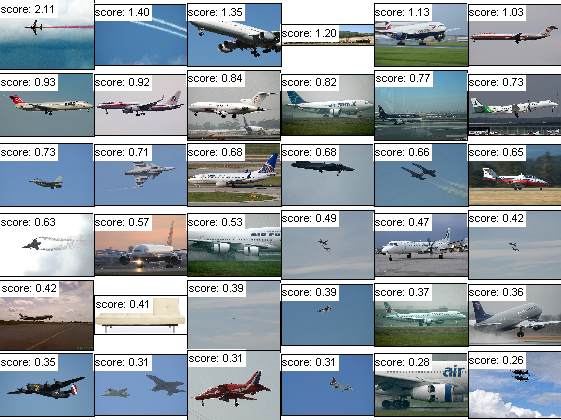 score: 2.11
score: 1.40
score: 1.35
score: 1.20
score: 1.13
score: 1.03
score: 0.93
score: 0.92
score: 0.84
score: 0.82
score: 0.77
score: 0.73
score: 0.73
score: 0.71
score: 0.68
score: 0.68
score: 0.66
score: 0.65
score: 0.63
score: 0.57
score: 0.53
score: 0.49
score: 0.47
score: 0.42
score: 0.42
score: 0.41
score: 0.39
score: 0.39
score: 0.37
score: 0.36
score: 0.35
score: 0.31
score: 0.31
score: 0.31
score: 0.28
score: 0.26
air